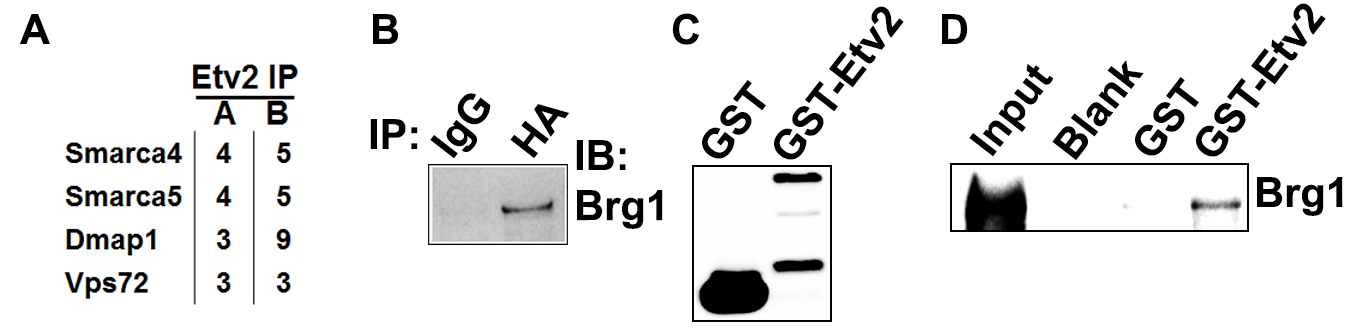 A
Etv2 IP
A B
Smarca4 4 5
Smarca5 4 5
Dmap1 3 9
Vps72 3 3
B
IP: IgG HA
IB:
Brg1
C
GST GST-Etv2
D
Input Blank GST GST-Etv2
Brg1